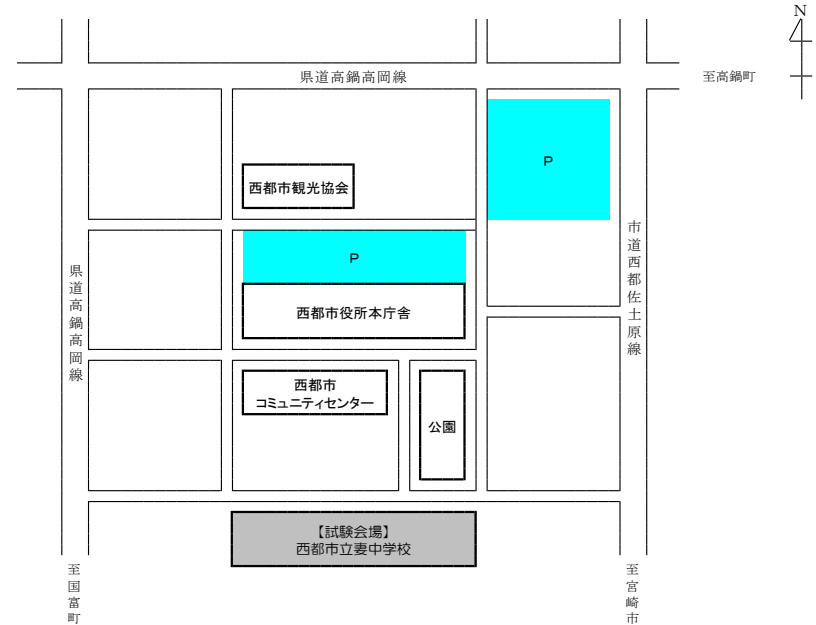 N
県道高鍋高岡線
至高鍋町
P
西都市観光協会
P
西都市役所本庁舎
県道高鍋高岡線
市道西都佐土原線
西都市
コミュニティセンター
公園
【試験会場】
西都市立妻中学校
至国富町
至宮崎市